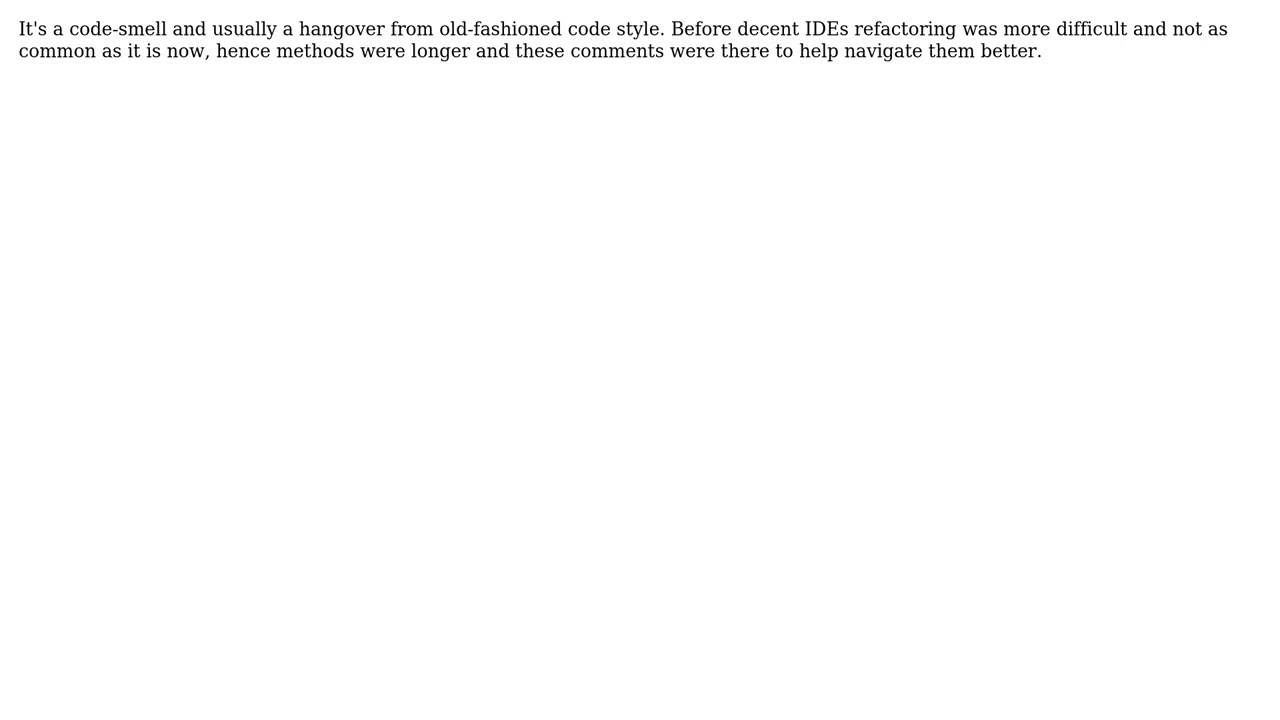 It's a code-smell and usually a hangover from old-fashioned code style. Before decent IDEs refactoring was more difficult and not as
common as it is now, hence methods were longer and these comments were there to help navigate them better.